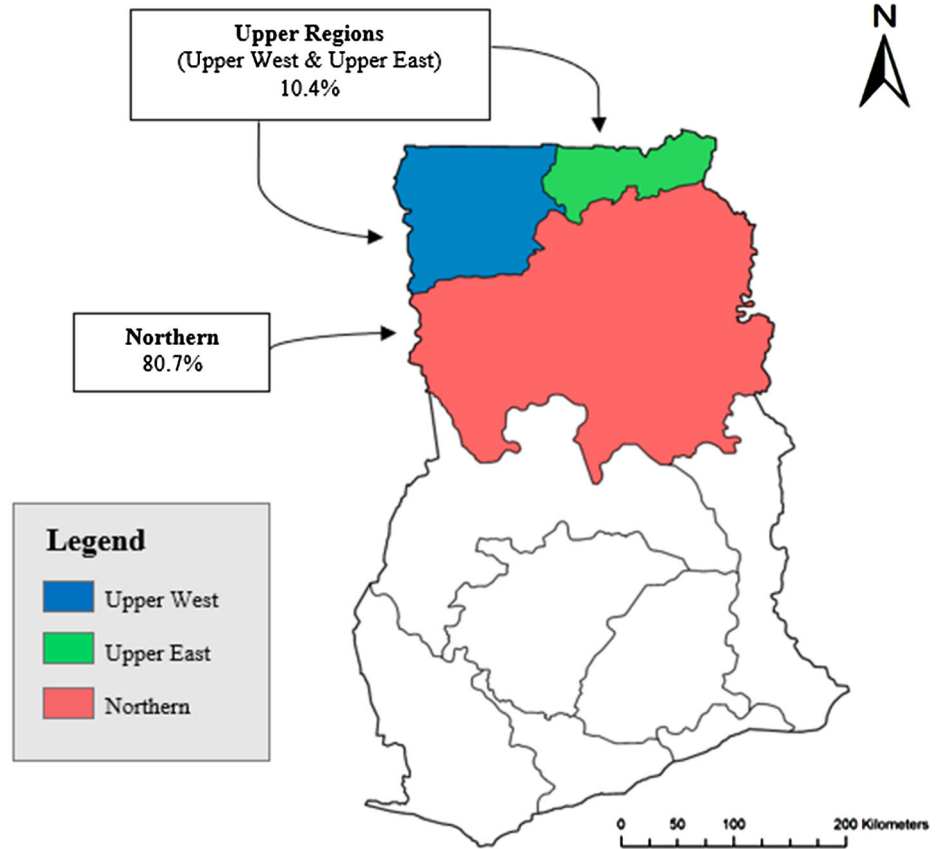 Upper Regions
(Upper West & Upper East)
10.4%
N
Northern
80.7%
Legend
Upper West
Upper East
Northern
0 50 100 200 Kilometers